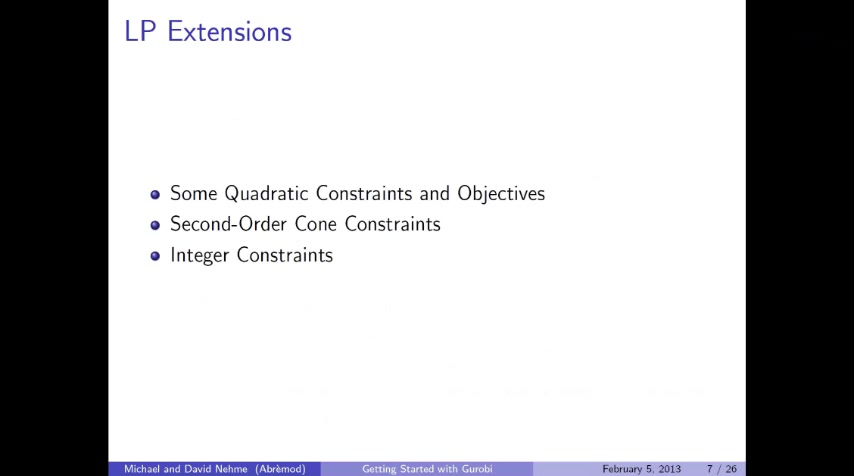 LP Extensions
Some Quadratic Constraints and Objectives
Second-Order Cone Constraints
Integer Constraints
Michael and David Nehme (Abrèmod) Getting Started with Gurobi February 5, 2013 7 / 26